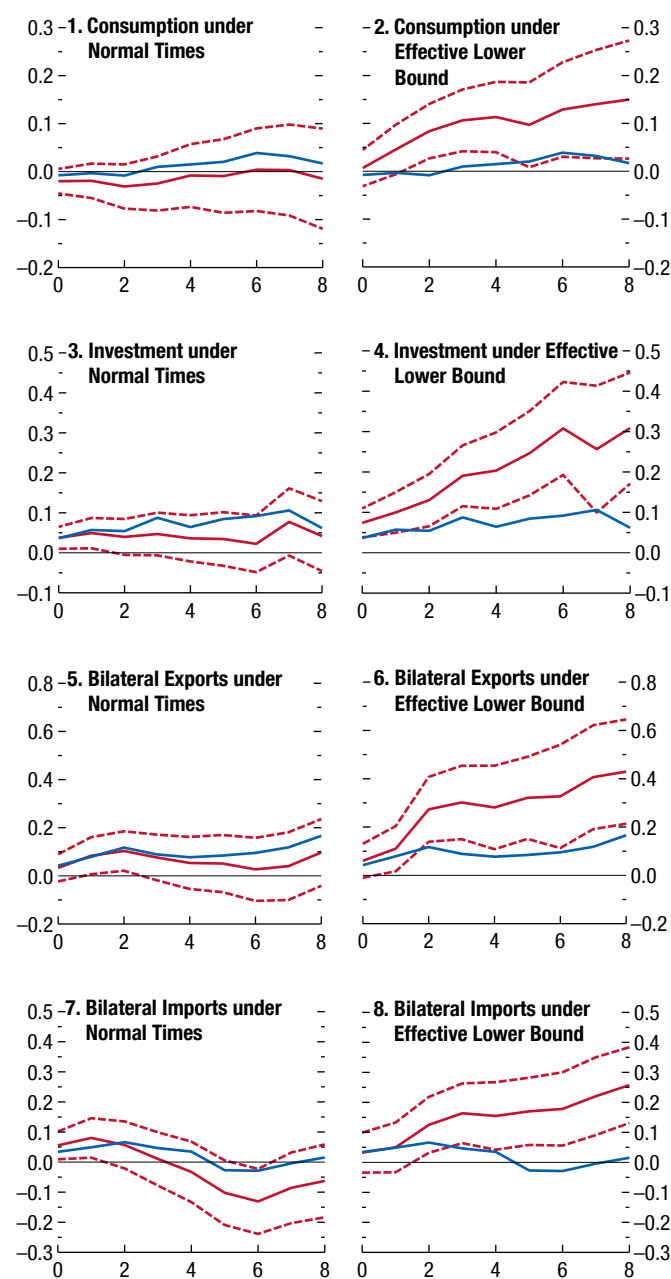 1. Consumption under
Normal Times
2. Consumption under
Effective Lower
Bound
0.3
0.2
0.1
0.0
–0.1
–0.2
0.3
0.2
0.1
0.0
–0.1
–0.2
0 2 4 6 8
0 2 4 6 8
3. Investment under
Normal Times
4. Investment under Effective
Lower Bound
0.5
0.4
0.3
0.2
0.1
0.0
–0.1
0.5
0.4
0.3
0.2
0.1
0.0
–0.1
0 2 4 6 8
0 2 4 6 8
5. Bilateral Exports under
Normal Times
6. Bilateral Exports under
Effective Lower Bound
0.8
0.6
0.4
0.2
0.0
–0.2
0.8
0.6
0.4
0.2
0.0
–0.2
0 2 4 6 8
0 2 4 6 8
7. Bilateral Imports under
Normal Times
8. Bilateral Imports under
Effective Lower Bound
0.5
0.4
0.3
0.2
0.1
0.0
–0.1
–0.2
–0.3
0.5
0.4
0.3
0.2
0.1
0.0
–0.1
–0.2
–0.3
0 2 4 6 8
0 2 4 6 8